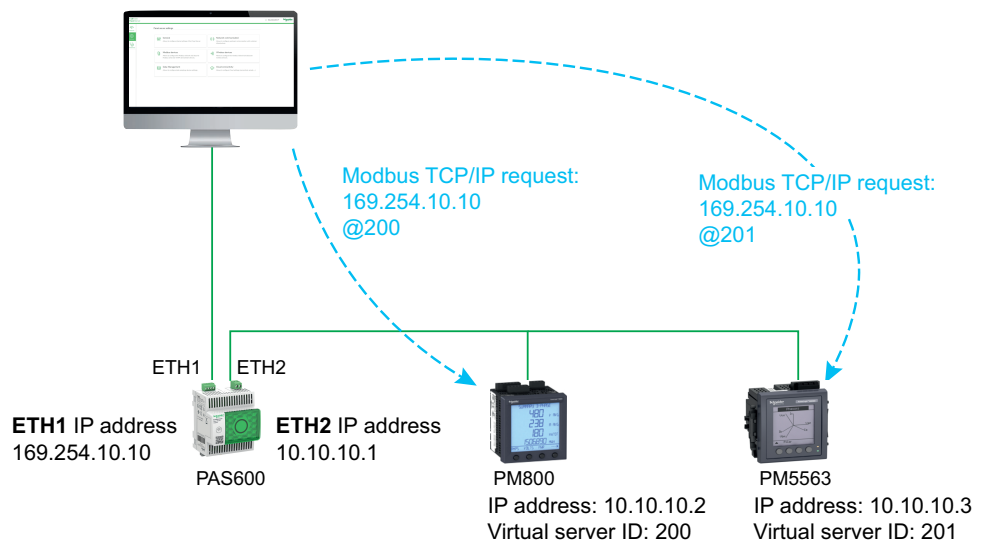 Modbus TCP/IP request:
169.254.10.10
@200
Modbus TCP/IP request:
169.254.10.10
@201
ETH1
ETH2
ETH1 IP address
169.254.10.10
ETH2 IP address
10.10.10.1
PAS600
PM800
IP address: 10.10.10.2
Virtual server ID: 200
PM5563
IP address: 10.10.10.3
Virtual server ID: 201